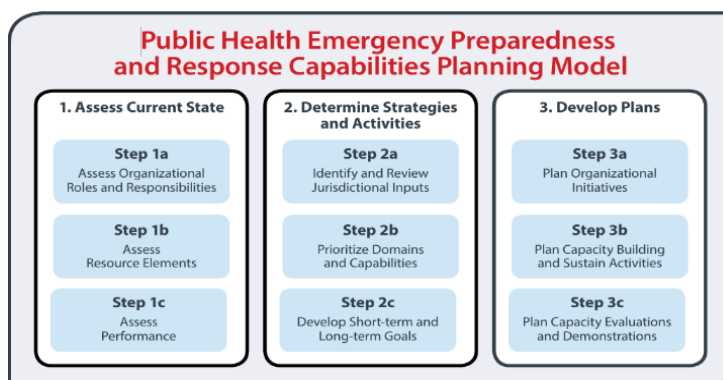 Public Health Emergency Preparedness
and Response Capabilities Planning Model
1. Assess Current State
Step 1a
Assess Organizational
Roles and Responsibilities
Step 1b
Assess
Resource Elements
Step 1c
Assess
Performance
2. Determine Strategies
and Activities
Step 2a
Identify and Review
Jurisdictional Inputs
Step 2b
Prioritize Domains
and Capabilities
Step 2c
Develop Short-term and
Long-term Goals
3. Develop Plans
Step 3a
Plan Organizational
Initiatives
Step 3b
Plan Capacity Building
and Sustain Activities
Step 3c
Plan Capacity Evaluations
and Demonstrations